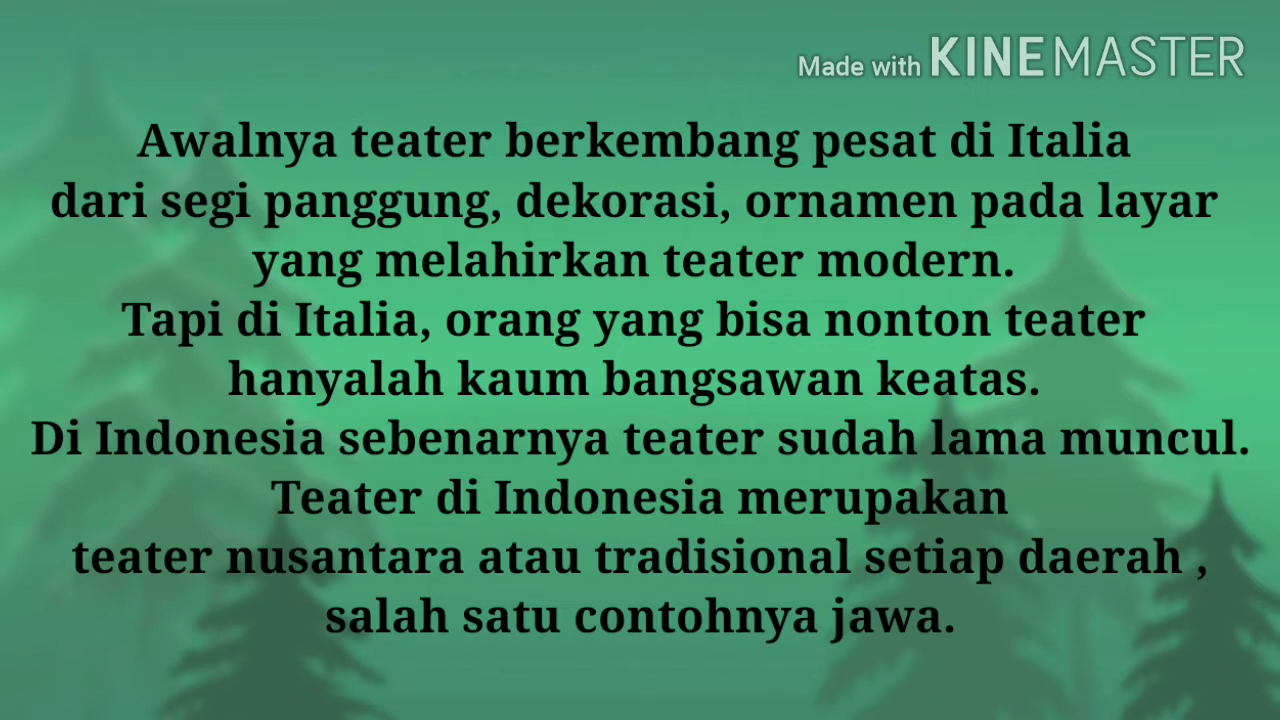 Made with KINEMASTER
Awalnya teater berkembang pesat di Italia
dari segi panggung, dekorasi, ornamen pada layar
yang melahirkan teater modern.
Tapi di Italia, orang yang bisa nonton teater
hanyalah kaum bangsawan keatas.
Di Indonesia sebenarnya teater sudah lama muncul.
Teater di Indonesia merupakan
teater nusantara atau tradisional setiap daerah ,
salah satu contohnya jawa.